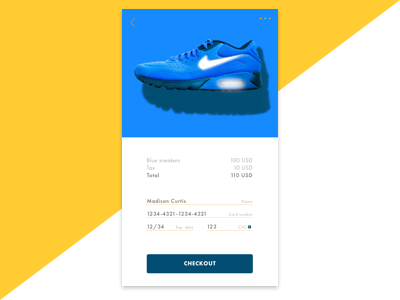 Blue sneakers 100 USD
Tax 10 USD
Total 110 USD
Madison Curtis Name
1234-4321-1234-4321 Card number
12/34 Exp. date 123 CVC
CHECKOUT